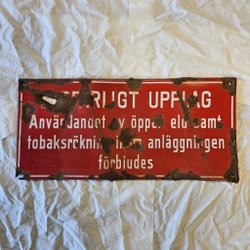 UPPLAG
Användandet av öppen eld samt
tobaksrökning inom anläggningen
förbjudes